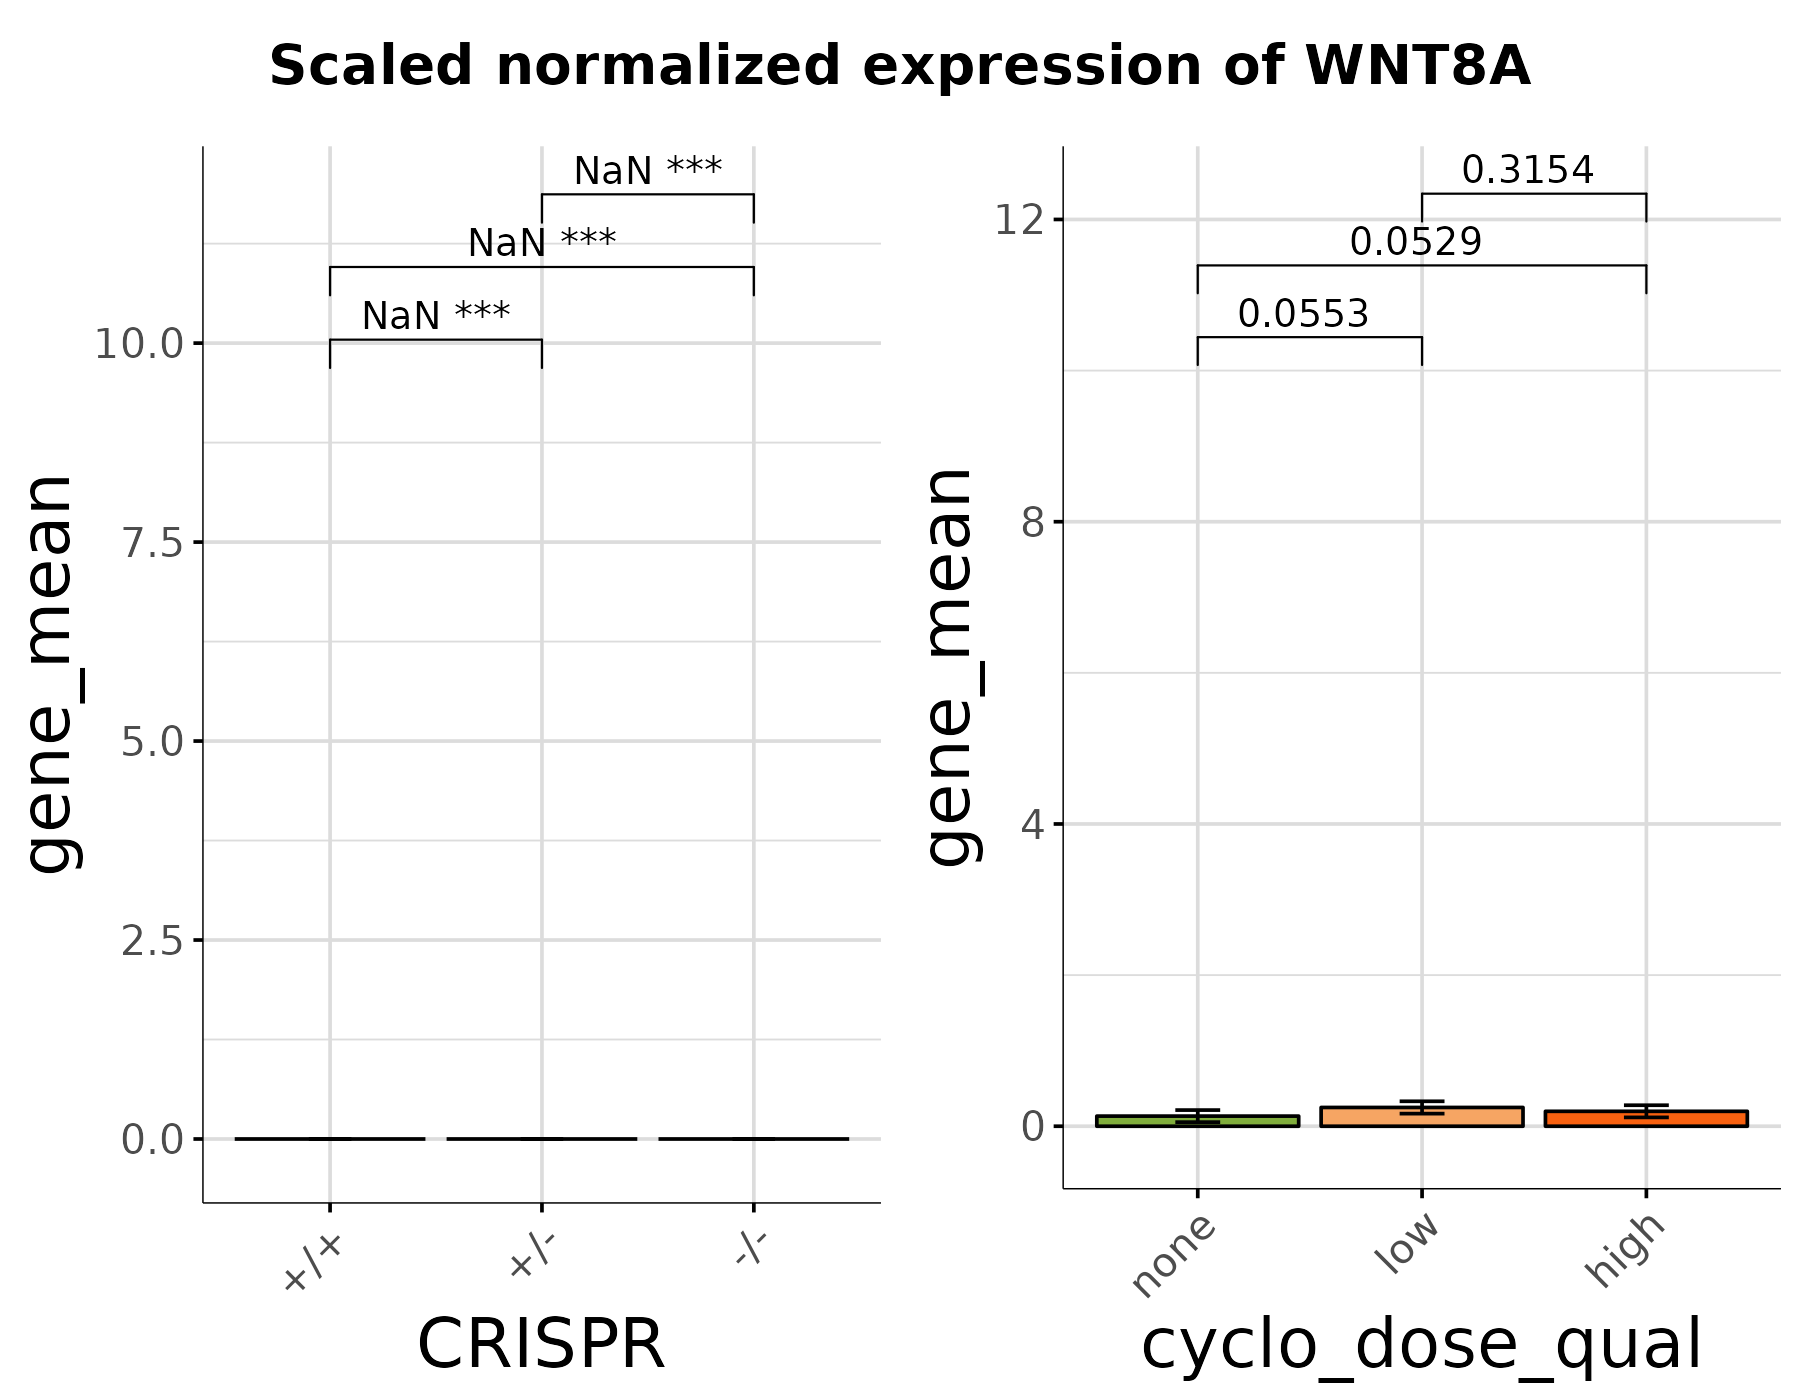 Scaled normalized expression of WNT8A
gene_mean
10.0
7.5
5.0
2.5
0.0
NaN ***
NaN ***
NaN ***
+/+
+/-
-/-
CRISPR
gene_mean
12
8
4
0
0.3154
0.0529
0.0553
none
low
high
cyclo_dose_qual